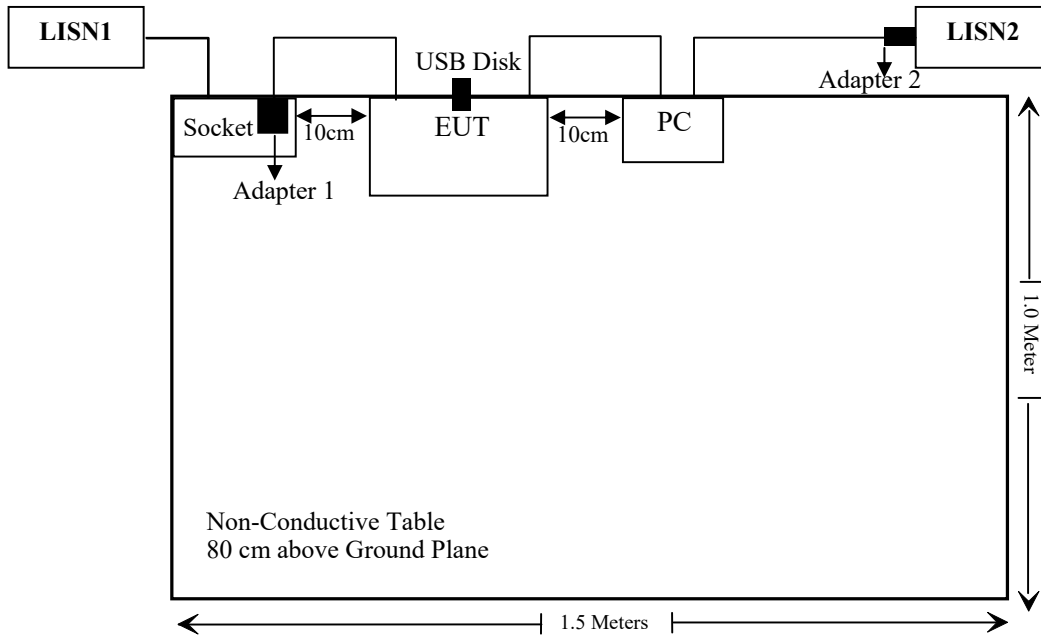 LISN1
LISN2
USB Disk
Adapter 2
Socket
10cm
EUT
10cm
PC
Adapter 1
1.0 Meter
Non-Conductive Table
80 cm above Ground Plane
1.5 Meters